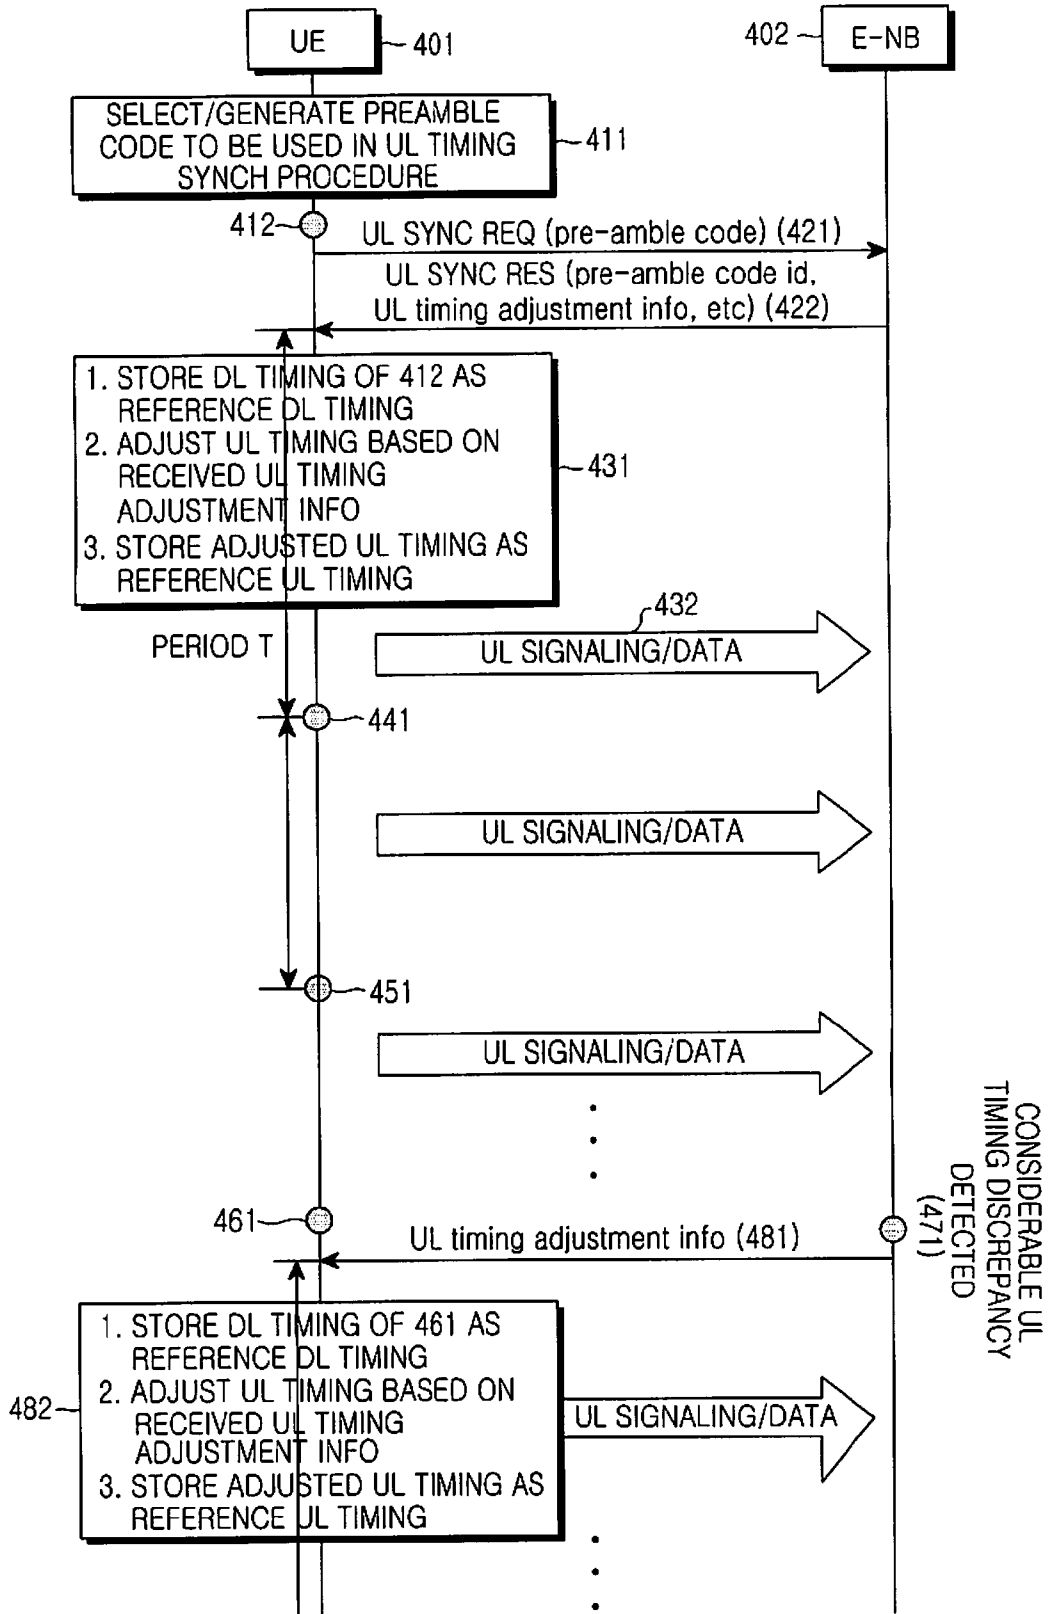 UE
401
402
E-NB
SELECT/GENERATE PREAMBLE
CODE TO BE USED IN UL TIMING
SYNCH PROCEDURE
411
412
UL SYNC REQ (pre-amble code) (421)
UL SYNC RES (pre-amble code id,
UL timing adjustment info, etc) (422)
1. STORE DL TIMING OF 412 AS
REFERENCE DL TIMING
2. ADJUST UL TIMING BASED ON
RECEIVED UL TIMING
ADJUSTMENT INFO
3. STORE ADJUSTED UL TIMING AS
REFERENCE UL TIMING
431
432
PERIOD T
UL SIGNALING/DATA
441
UL SIGNALING/DATA
451
UL SIGNALING/DATA
CONSIDERABLE UL
TIMING DISCREPANCY
DETECTED
(471)
461
UL timing adjustment info (481)
1. STORE DL TIMING OF 461 AS
REFERENCE DL TIMING
2. ADJUST UL TIMING BASED ON
RECEIVED UL TIMING
ADJUSTMENT INFO
3. STORE ADJUSTED UL TIMING AS
REFERENCE UL TIMING
482
UL SIGNALING/DATA